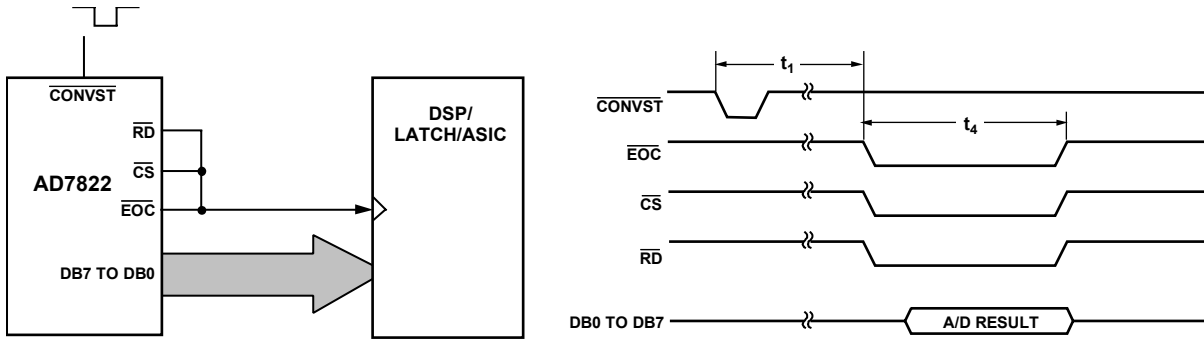 CONVST
RD
CS
EOC
AD7822
DB7 TO DB0
DSP/
LATCH/ASIC
t1
CONVST
t4
EOC
CS
RD
DB0 TO DB7
A/D RESULT